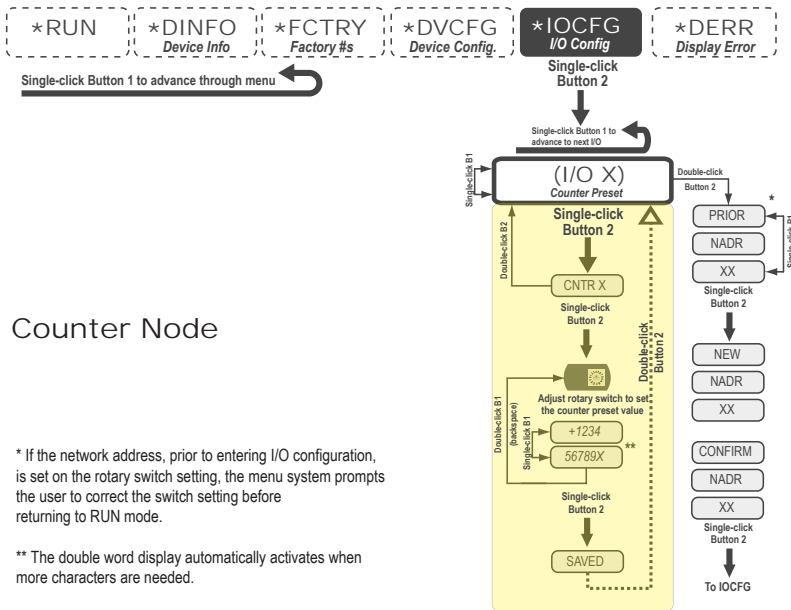 *RUN
*DINFO
Device Info
*FCTRY
Factory #s
*DVCFG
Device Config.
*IOCFG
I/O Config
*DERR
Display Error
Single-click Button 1 to advance through menu
Single-click
Button 2
Single-click Button 1 to
advance to next I/O
Single-click B1
(I/O X)
Counter Preset
Double-click
Button 2
Single-click
Button 2
Double-click B2
CNTR X
Single-click
Button 2
Double-click
Button 2
Adjust rotary switch to set
the counter preset value
Double-click B1
(backspace)
Single-click B1
+1234
56789X
**
Single-click
Button 2
SAVED
*
PRIOR
NADR
XX
Single-click B1
Single-click
Button 2
NEW
NADR
XX
CONFIRM
NADR
XX
Single-click
Button 2
To IOCFG
Counter Node
* If the network address, prior to entering I/O configuration,
is set on the rotary switch setting, the menu system prompts
the user to correct the switch setting before
returning to RUN mode.
** The double word display automatically activates when
more characters are needed.